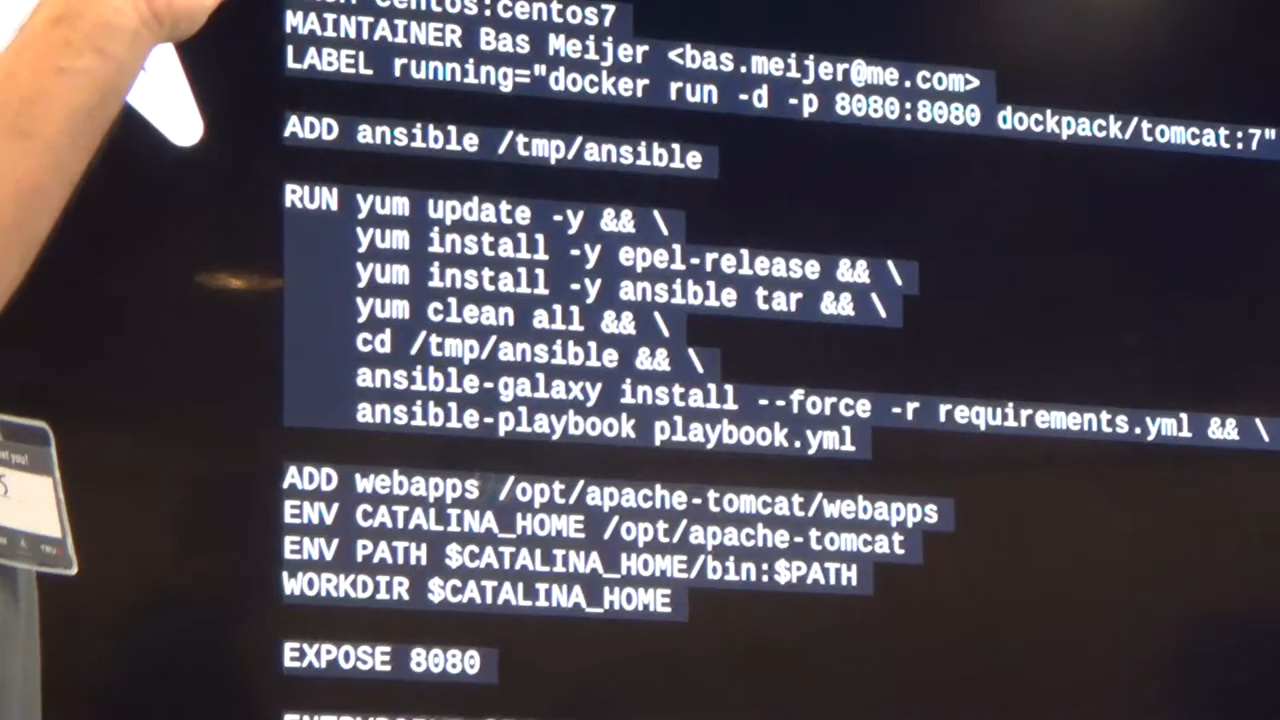 centos:centos7
MAINTAINER Bas Meijer <bas.meijer@me.com>
LABEL running="docker run -d -p 8080:8080 dockpack/tomcat:7"
ADD ansible /tmp/ansible
RUN yum update -y && \
yum install -y epel-release && \
yum install -y ansible tar && \
yum clean all && \
cd /tmp/ansible && \
ansible-galaxy install --force -r requirements.yml && \
ansible-playbook playbook.yml
ADD webapps /opt/apache-tomcat/webapps
ENV CATALINA_HOME /opt/apache-tomcat
ENV PATH $CATALINA_HOME/bin:$PATH
WORKDIR $CATALINA_HOME
EXPOSE 8080